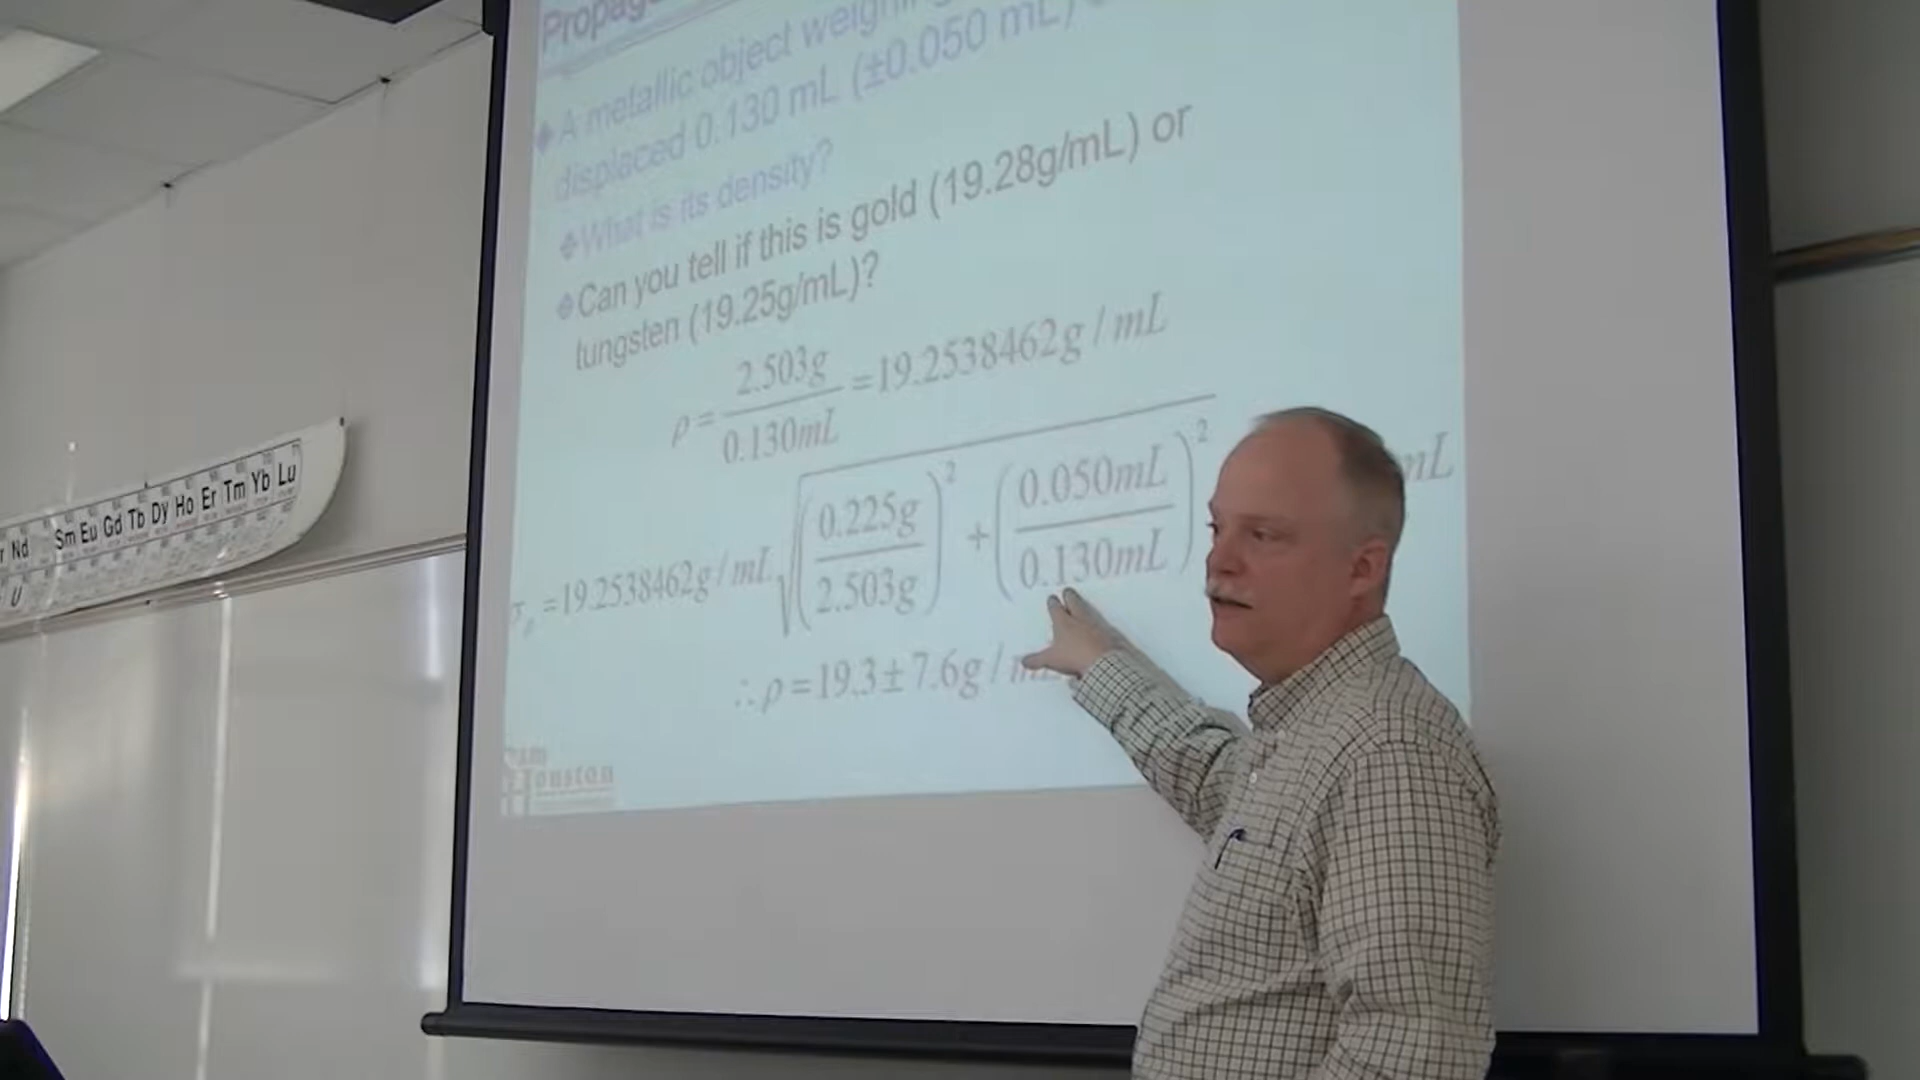 A metallic object
displaced 0.130 mL (±0.050 mL)
What is its density?
Can you tell if this is gold (19.28g/mL) or
tungsten (19.25g/mL)?
ρ = 2.503g / 0.130mL = 19.2538462g / mL
= 19.2538462g / mL √((0.225g / 2.503g)² + (0.050mL / 0.130mL)²
∴ ρ = 19.3 ± 7.6g /
Houston
Nd Sm Eu Gd Tb Dy Ho Er Tm Yb Lu
U